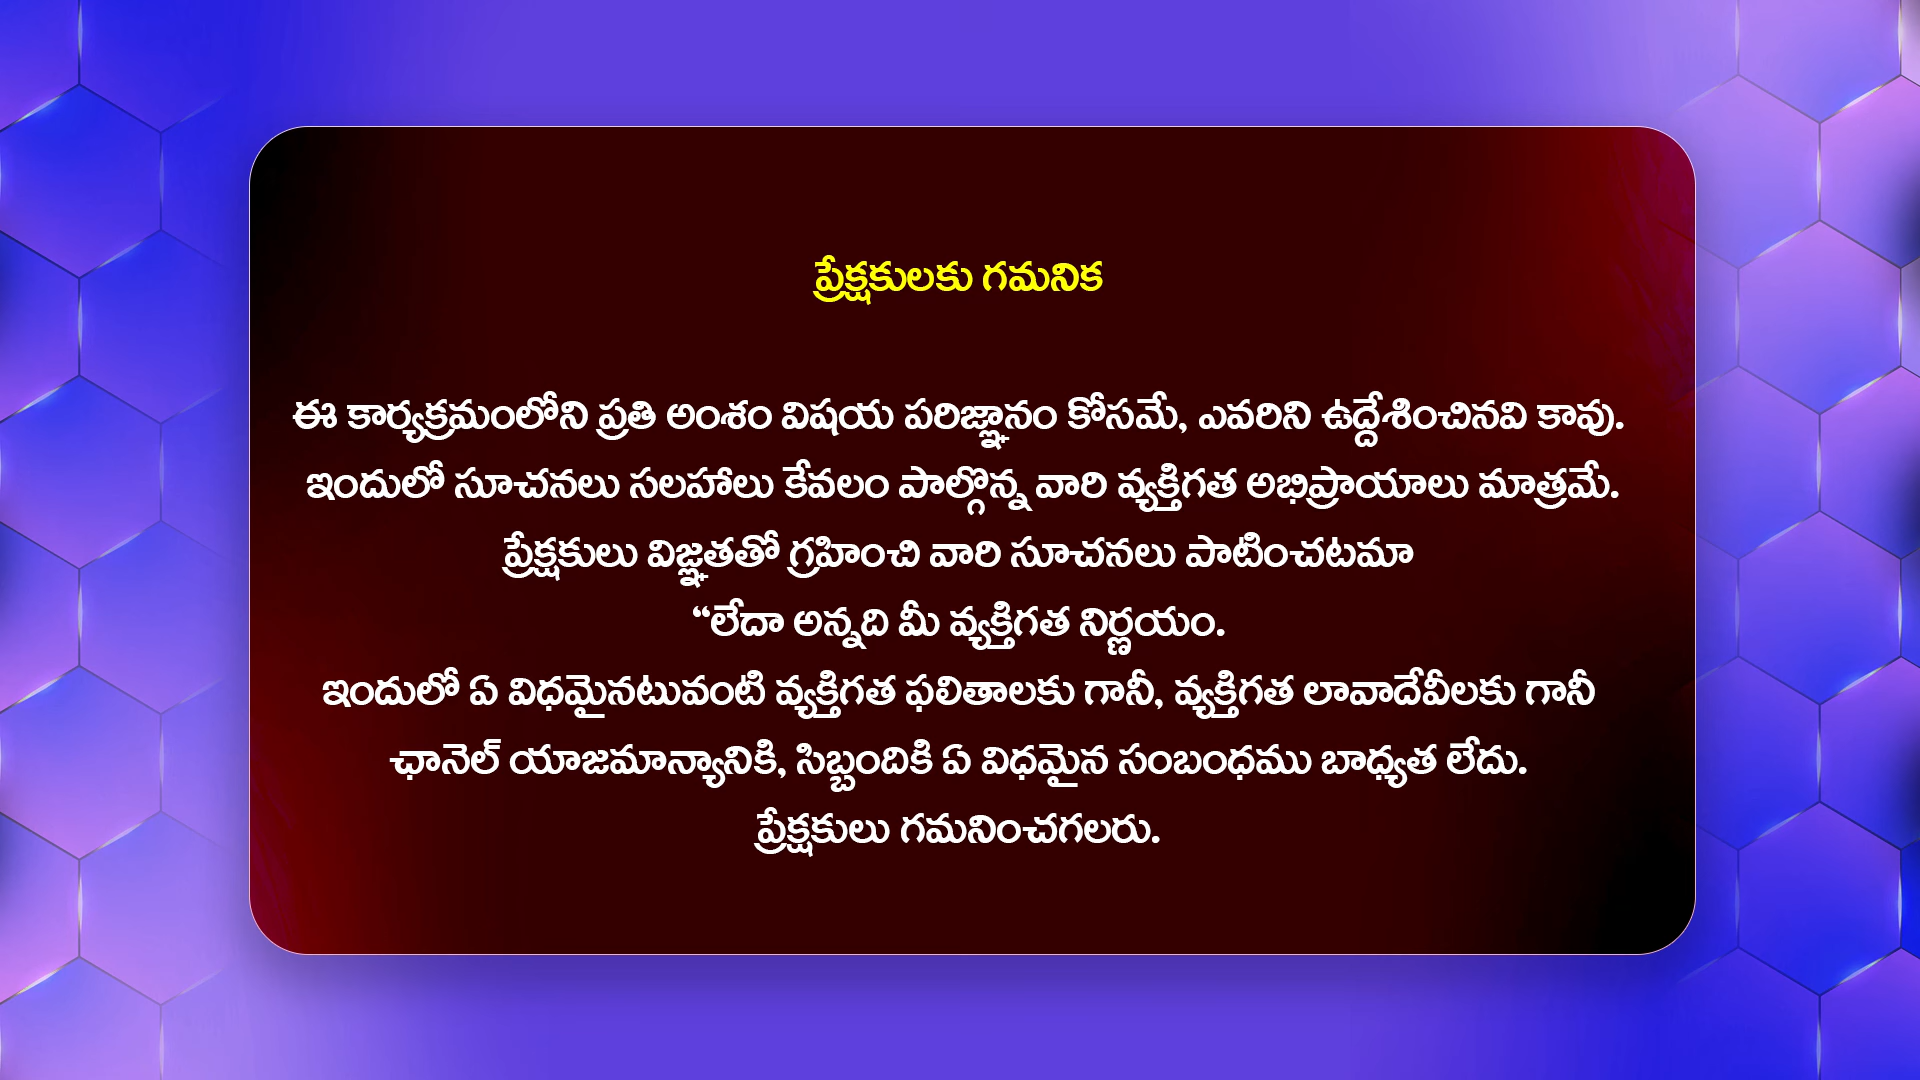 ప్రేక్షకులకు గమనిక
ఈ కార్యక్రమంలోని ప్రతి అంశం విషయ పరిజ్ఞానం కోసమే, ఎవరిని ఉద్దేశించినవి కావు.
ఇందులో సూచనలు సలహాలు కేవలం పాల్గొన్న వారి వ్యక్తిగత అభిప్రాయాలు మాత్రమే.
ప్రేక్షకులు విజ్ఞతతో గ్రహించి వారి సూచనలు పాటించటమా
“లేదా అన్నది మీ వ్యక్తిగత నిర్ణయం.
ఇందులో ఏ విధమైనటువంటి వ్యక్తిగత ఫలితాలకు గానీ, వ్యక్తిగత లావాదేవీలకు గానీ
ఛానెల్ యాజమాన్యానికి, సిబ్బందికి ఏ విధమైన సంబంధము బాధ్యత లేదు.
ప్రేక్షకులు గమనించగలరు.